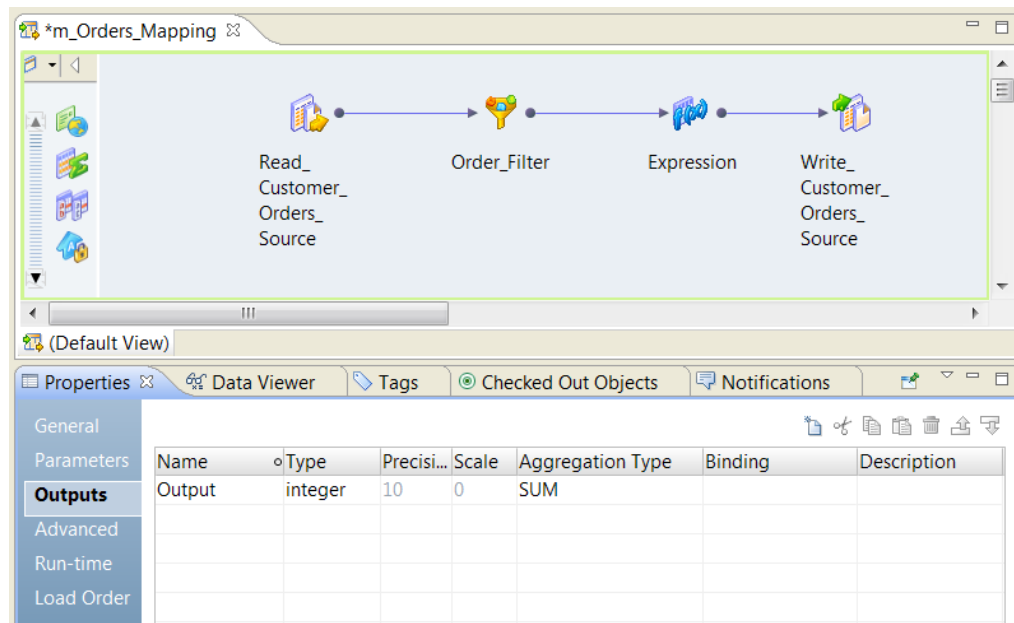 *m_Orders_Mapping
Read_
Customer_
Orders_
Source
Order_Filter
Expression
Write_
Customer_
Orders_
Source
(Default View)
Properties Data Viewer Tags Checked Out Objects Notifications
General
Parameters
Outputs
Advanced
Run-time
Load Order
Name Type Precisi... Scale Aggregation Type Binding Description
Output integer 10 0 SUM